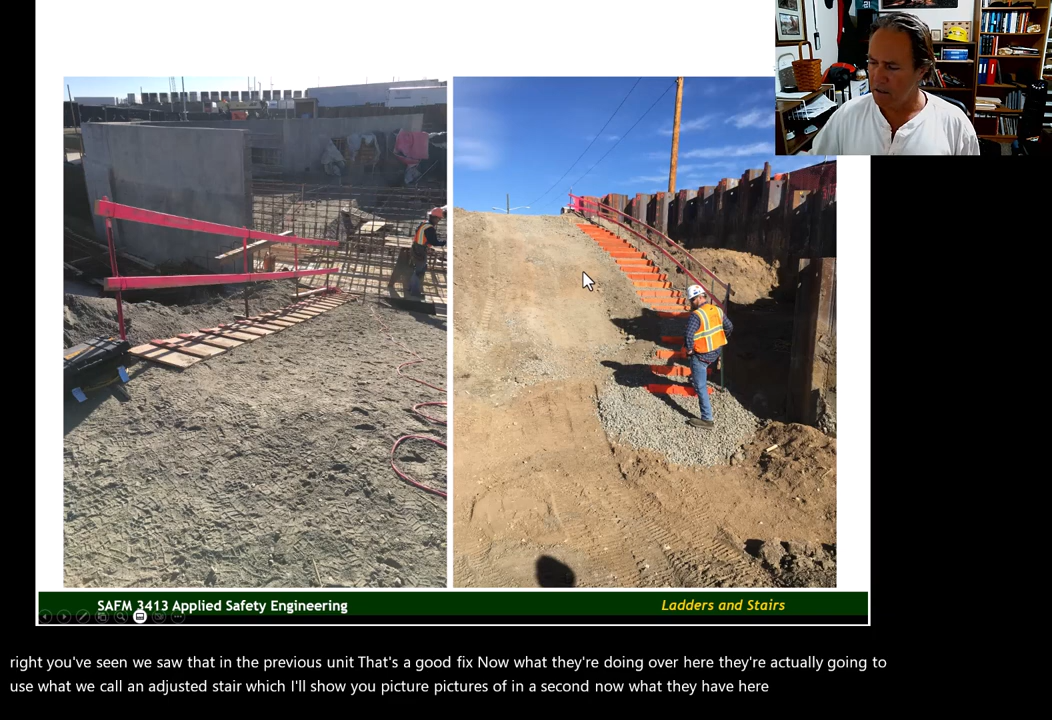 SAFM 3413 Applied Safety Engineering
Ladders and Stairs
right you've seen we saw that in the previous unit That's a good fix Now what they're doing over here they're actually going to
use what we call an adjusted stair which I'll show you picture pictures of in a second now what they have here